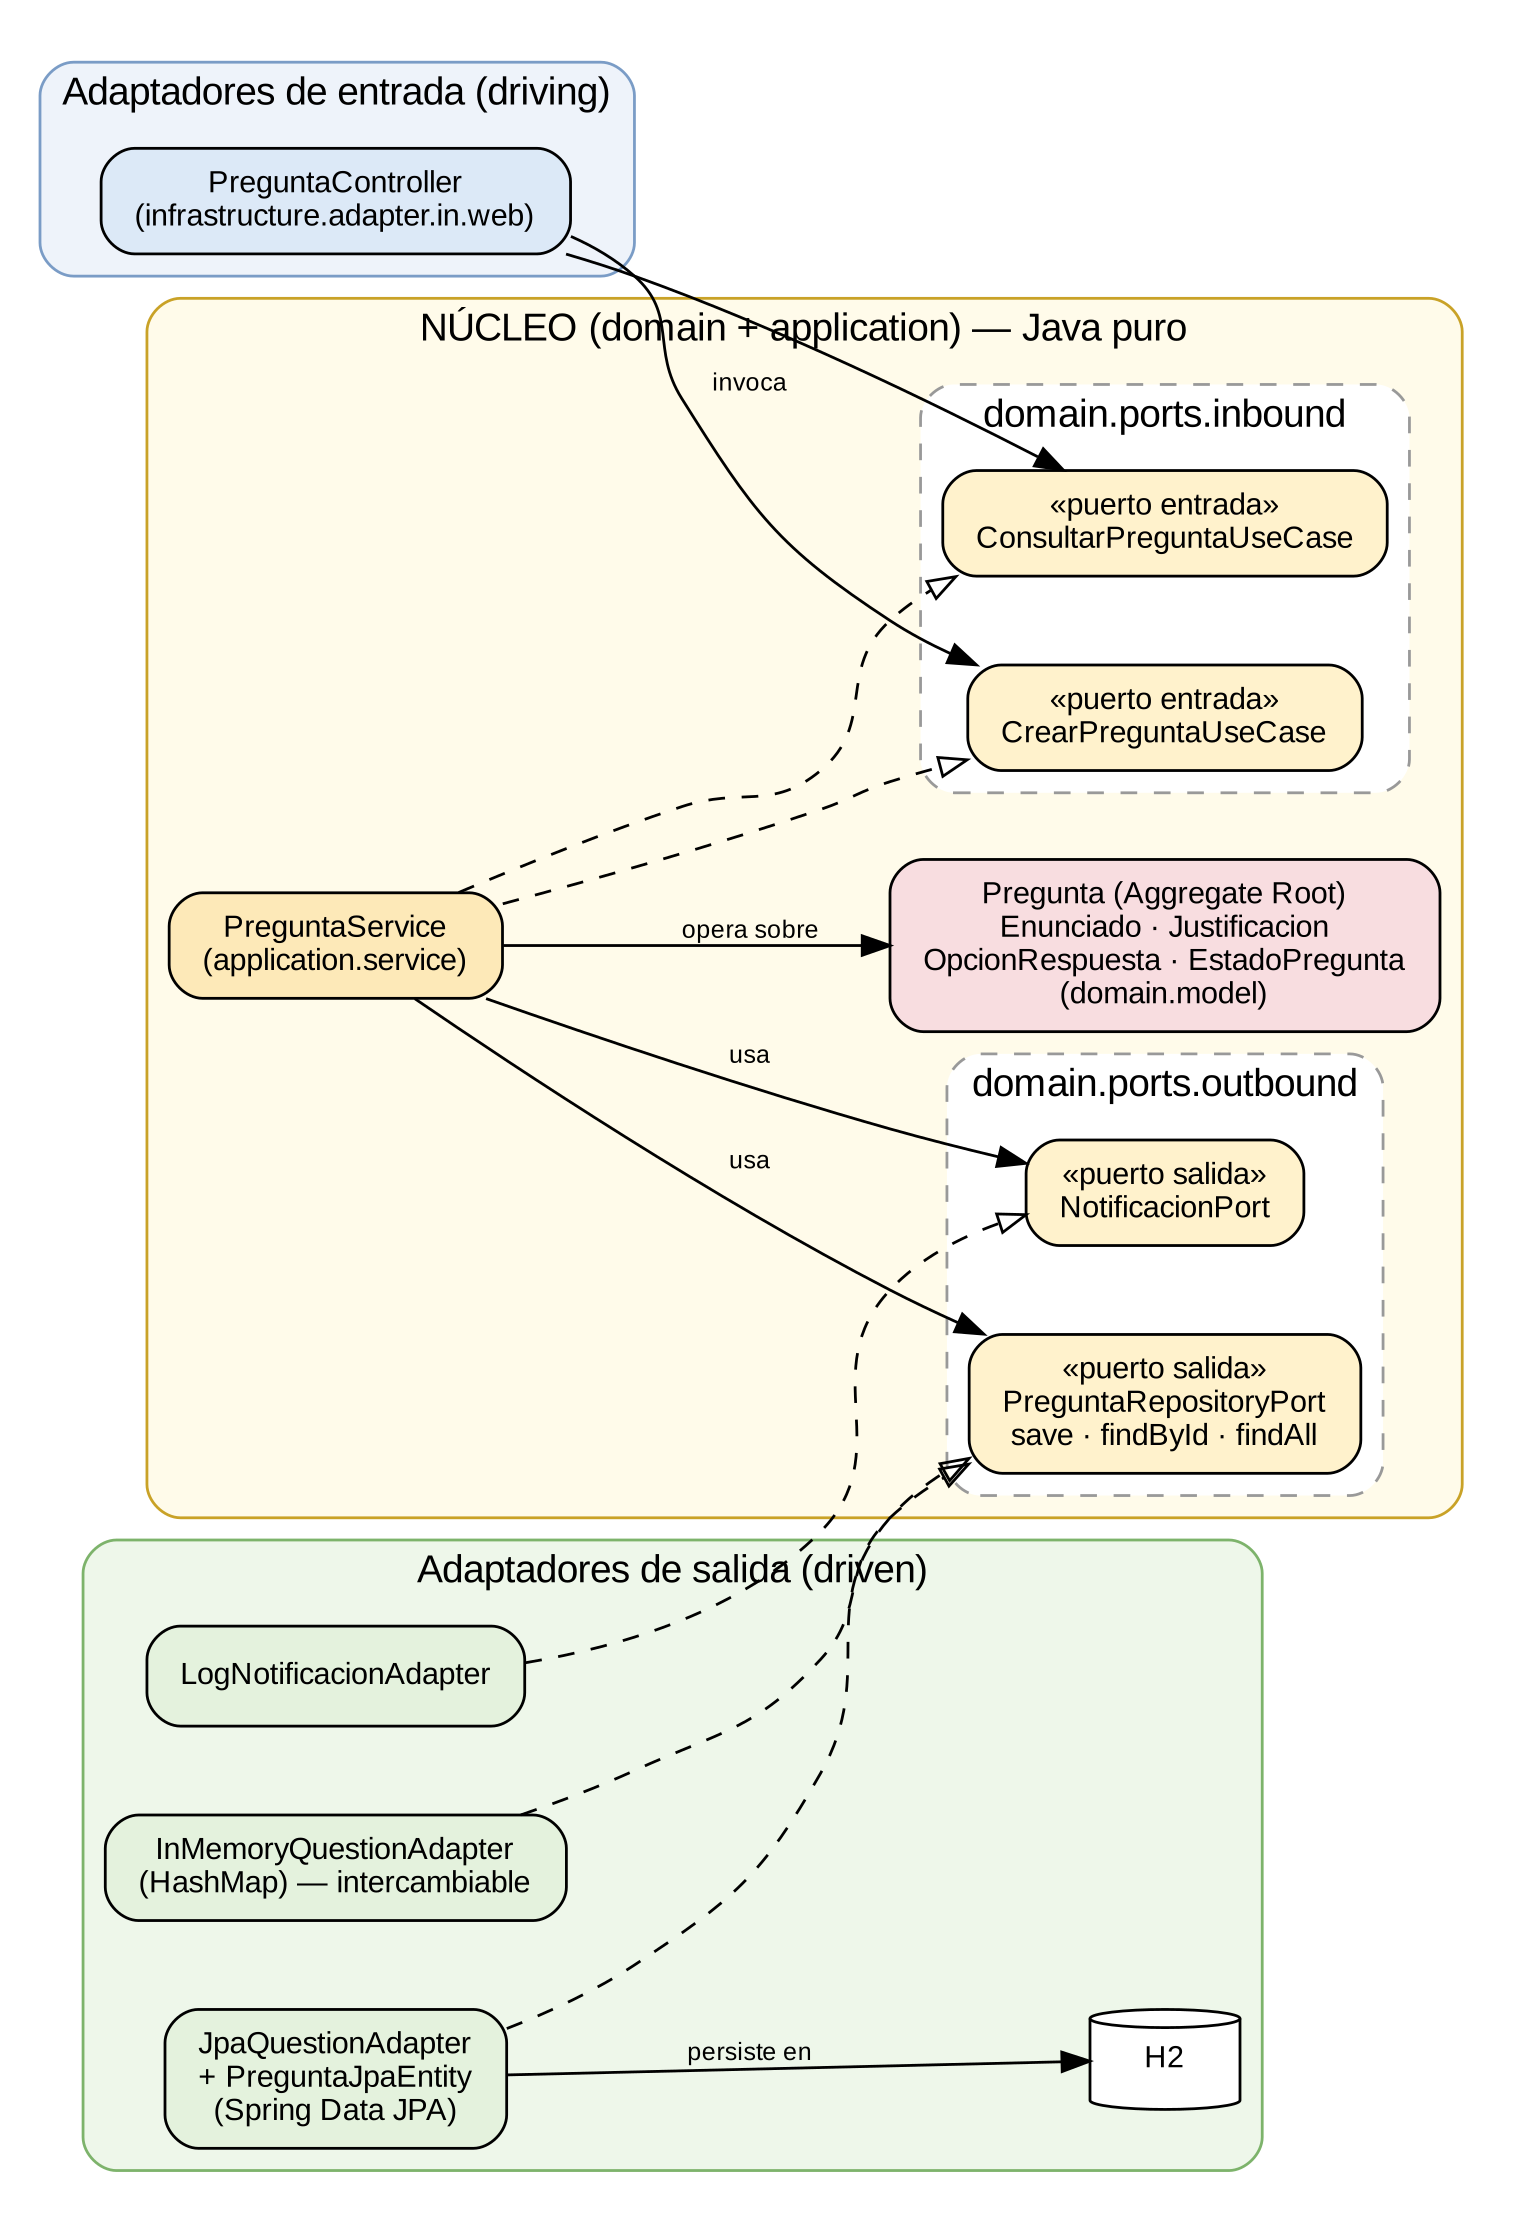 Adaptadores de entrada (driving)
PreguntaController
(infrastructure.adapter.in.web)
NÚCLEO (domain + application) — Java puro
invoca
domain.ports.inbound
«puerto entrada»
ConsultarPreguntaUseCase
«puerto entrada»
CrearPreguntaUseCase
PreguntaService
(application.service)
opera sobre
Pregunta (Aggregate Root)
Enunciado · Justificacion
OpcionRespuesta · EstadoPregunta
(domain.model)
usa
usa
domain.ports.outbound
«puerto salida»
NotificacionPort
«puerto salida»
PreguntaRepositoryPort
save · findById · findAll
Adaptadores de salida (driven)
LogNotificacionAdapter
InMemoryQuestionAdapter
(HashMap) — intercambiable
JpaQuestionAdapter
+ PreguntaJpaEntity
(Spring Data JPA)
persiste en
H2